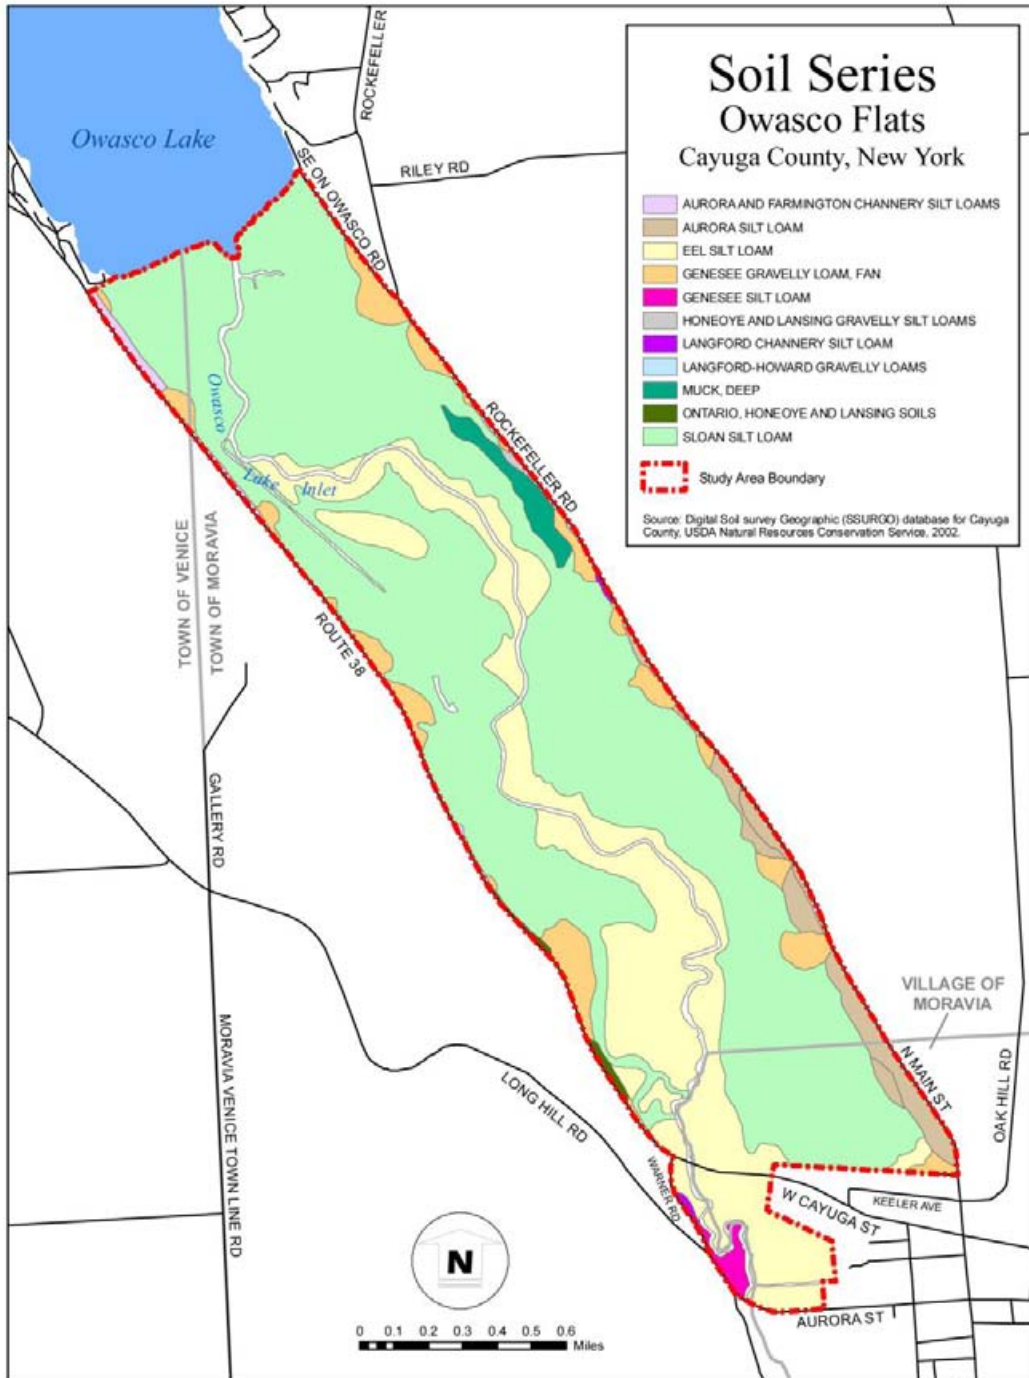 Soil Series
Owasco Flats
Cayuga County, New York
AURORA AND FARMINGTON CHANNERY SILT LOAMS
AURORA SILT LOAM
EEL SILT LOAM
GENESEE GRAVELLY LOAM, FAN
GENESEE SILT LOAM
HONEOYE AND LANSING GRAVELLY SILT LOAMS
LANGFORD CHANNERY SILT LOAM
LANGFORD-HOWARD GRAVELLY LOAMS
MUCK, DEEP
ONTARIO, HONEOYE AND LANSING SOILS
SLOAN SILT LOAM
Study Area Boundary
Source: Digital Soil survey Geographic (SSURGO) database for Cayuga
County, USDA Natural Resources Conservation Service, 2002.
Owasco Lake
ROCKEFELLER
RILEY RD
SE ON OWASCO RD
Owasco
Lake
Inlet
ROCKEFELLER RD
TOWN OF VENICE
TOWN OF MORAVIA
ROUTE 38
GALLERY RD
VILLAGE OF
MORAVIA
N MAIN ST
OAK HILL RD
MORAVIA VENICE TOWN LINE RD
LONG HILL RD
WARNER RD
W CAYUGA ST
KEELER AVE
AURORA ST
N
0 0.1 0.2 0.3 0.4 0.5 0.6
Miles